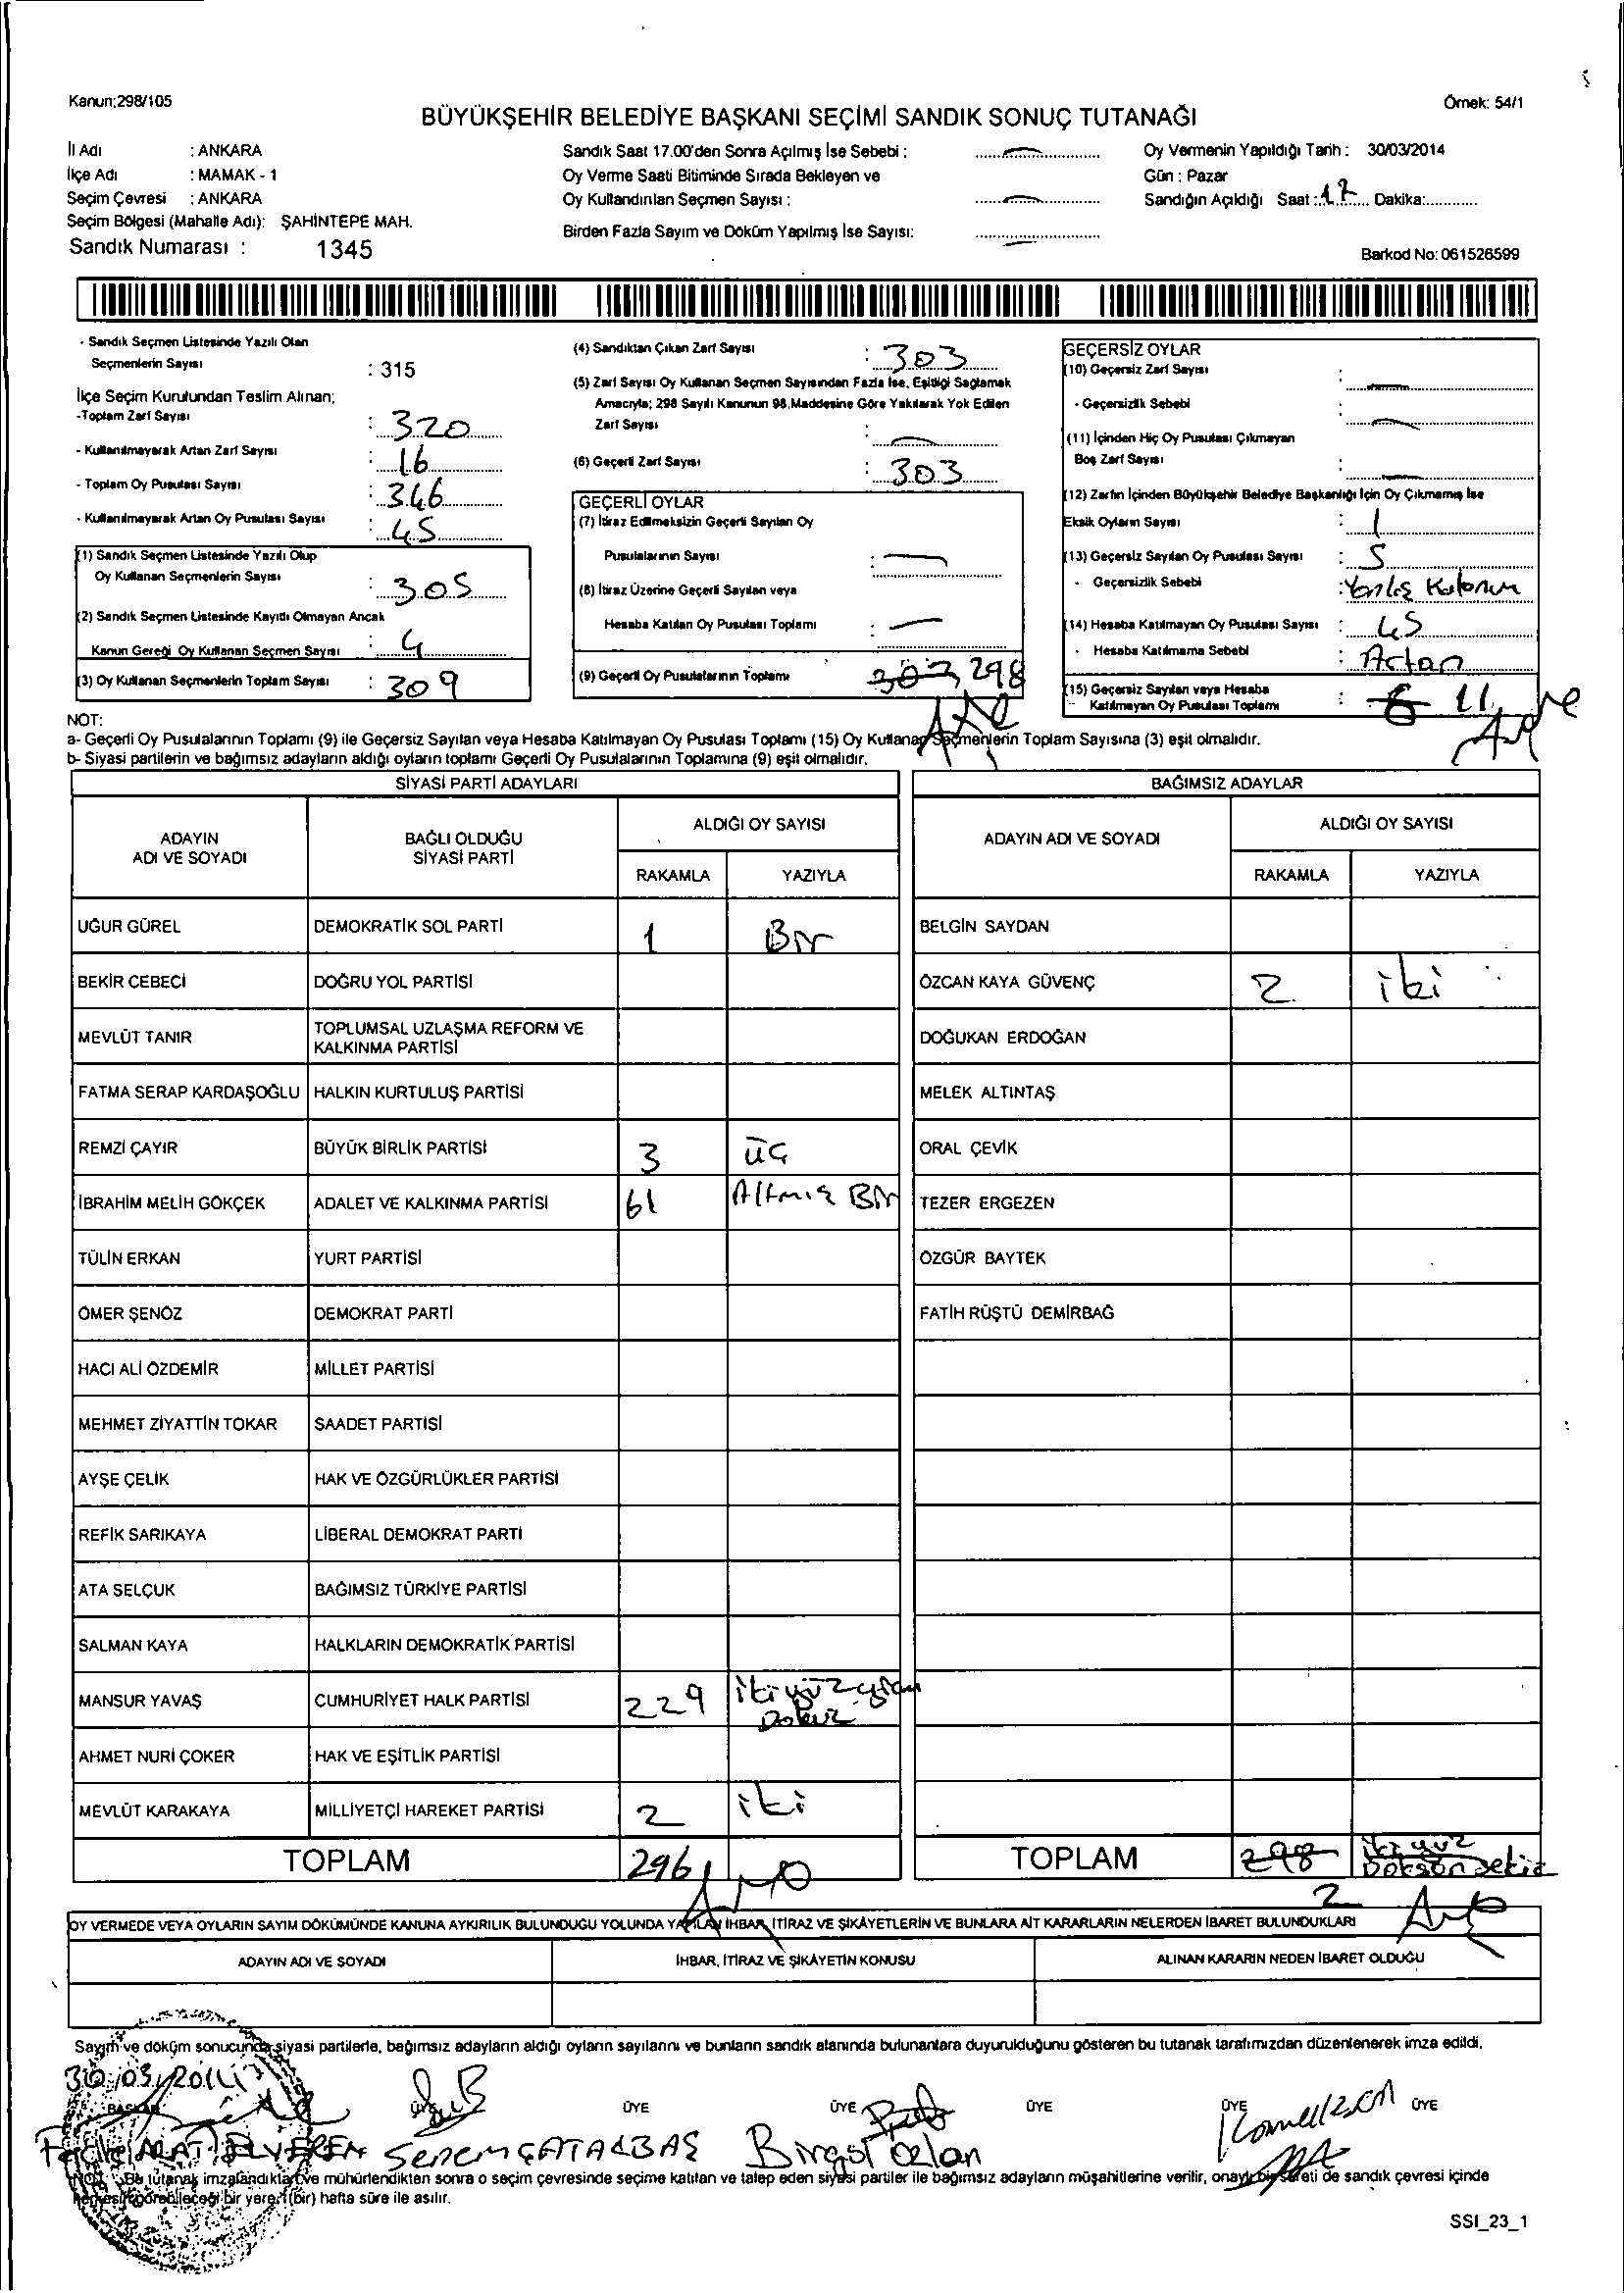 Kanun:298/105
Örnek: 54/1
BÜYÜKŞEHİR BELEDİYE BAŞKANI SEÇİMİ SANDIK SONUÇ TUTANAĞI
İl Adı : ANKARA
İlçe Adı : MAMAK - 1
Seçim Çevresi : ANKARA
Seçim Bölgesi (Mahalle Adı): ŞAHİNTEPE MAH.
Sandık Numarası : 1345
Sandık Saat 17.00'den Sonra Açılmış İse Sebebi :
Oy Verme Saati Bitiminde Sırada Bekleyen ve
Oy Kullandırılan Seçmen Sayısı :
Birden Fazla Sayım ve Döküm Yapılmış İse Sayısı:
Oy Vermenin Yapıldığı Tarih : 30/03/2014
Gün : Pazar
Sandığın Açıldığı Saat: 17 Dakika:
Barkod No: 061526599
- Sandık Seçmen Listesinde Yazılı Olan
Seçmenlerin Sayısı : 315
İlçe Seçim Kurulundan Teslim Alınan;
-Toplam Zarf Sayısı : 320
- Kullanılmayarak Artan Zarf Sayısı : 16
- Toplam Oy Pusulası Sayısı : 346
- Kullanılmayarak Artan Oy Pusulası Sayısı : 45
(1) Sandık Seçmen Listesinde Yazılı Olup
Oy Kullanan Seçmenlerin Sayısı : 305
(2) Sandık Seçmen Listesinde Kayıtlı Olmayan Ancak
Kanun Gereği Oy Kullanan Seçmen Sayısı : 4
(3) Oy Kullanan Seçmenlerin Toplam Sayısı : 309
(4) Sandıktan Çıkan Zarf Sayısı : 303
(5) Zarf Sayısı Oy Kullanan Seçmen Sayısından Fazla İse, Eşitliği Sağlamak
Amacıyla; 298 Sayılı Kanunun 98.Maddesine Göre Yakılarak Yok Edilen
Zarf Sayısı :
(6) Geçerli Zarf Sayısı : 303
GEÇERLİ OYLAR
(7) İtiraz Edilmeksizin Geçerli Sayılan Oy
Pusulalarının Sayısı :
(8) İtiraz Üzerine Geçerli Sayılan veya
Hesaba Katılan Oy Pusulası Toplamı :
(9) Geçerli Oy Pusulalarının Toplamı 303 298
GEÇERSİZ OYLAR
(10) Geçersiz Zarf Sayısı :
- Geçersizlik Sebebi :
(11) İçinden Hiç Oy Pusulası Çıkmayan
Boş Zarf Sayısı :
(12) Zarfın İçinden Büyükşehir Belediye Başkanlığı İçin Oy Çıkmamış İse
Eksik Oyların Sayısı : 1
(13) Geçersiz Sayılan Oy Pusulası Sayısı : 5
- Geçersizlik Sebebi :
(14) Hesaba Katılmayan Oy Pusulası Sayısı : 45
- Hesaba Katılmama Sebebi : Artan
(15) Geçersiz Sayılan veya Hesaba
Katılmayan Oy Pusulası Toplamı : 6 11
NOT:
a- Geçerli Oy Pusulalarının Toplamı (9) ile Geçersiz Sayılan veya Hesaba Katılmayan Oy Pusulası Toplamı (15) Oy Kullanan Seçmenlerin Toplam Sayısına (3) eşit olmalıdır.
b- Siyasi partilerin ve bağımsız adayların aldığı oyların toplamı Geçerli Oy Pusulalarının Toplamına (9) eşit olmalıdır.
SİYASİ PARTİ ADAYLARI
BAĞIMSIZ ADAYLAR
ADAYIN ADI VE SOYADI
BAĞLI OLDUĞU SİYASİ PARTİ
ALDIĞI OY SAYISI
RAKAMLA YAZIYLA
ADAYIN ADI VE SOYADI
ALDIĞI OY SAYISI
RAKAMLA YAZIYLA
UĞUR GÜREL DEMOKRATİK SOL PARTİ 1 Bir BELGİN SAYDAN
BEKİR CEBECİ DOĞRU YOL PARTİSİ ÖZCAN KAYA GÜVENÇ 2 iki
MEVLÜT TANIR TOPLUMSAL UZLAŞMA REFORM VE KALKINMA PARTİSİ DOĞUKAN ERDOĞAN
FATMA SERAP KARDAŞOĞLU HALKIN KURTULUŞ PARTİSİ MELEK ALTINTAŞ
REMZİ ÇAYIR BÜYÜK BİRLİK PARTİSİ 3 üç ORAL ÇEVİK
İBRAHİM MELİH GÖKÇEK ADALET VE KALKINMA PARTİSİ 61 Altmış Bir TEZER ERGEZEN
TÜLİN ERKAN YURT PARTİSİ ÖZGÜR BAYTEK
ÖMER ŞENÖZ DEMOKRAT PARTİ FATİH RÜŞTÜ DEMİRBAĞ
HACI ALİ ÖZDEMİR MİLLET PARTİSİ
MEHMET ZİYATTİN TOKAR SAADET PARTİSİ
AYŞE ÇELİK HAK VE ÖZGÜRLÜKLER PARTİSİ
REFİK SARIKAYA LİBERAL DEMOKRAT PARTİ
ATA SELÇUK BAĞIMSIZ TÜRKİYE PARTİSİ
SALMAN KAYA HALKLARIN DEMOKRATİK PARTİSİ
MANSUR YAVAŞ CUMHURİYET HALK PARTİSİ 229 ikiyüzyirmi Dokuz
AHMET NURİ ÇOKER HAK VE EŞİTLİK PARTİSİ
MEVLÜT KARAKAYA MİLLİYETÇİ HAREKET PARTİSİ 2 iki
TOPLAM 296 TOPLAM 298 ikiyüz Doksan sekiz
2
OY VERMEDE VEYA OYLARIN SAYIM DÖKÜMÜNDE KANUNA AYKIRILIK BULUNDUĞU YOLUNDA YAPILAN İHBAR, İTİRAZ VE ŞİKAYETLERİN VE BUNLARA AİT KARARLARIN NELERDEN İBARET BULUNDUKLARI
ADAYIN ADI VE SOYADI İHBAR, İTİRAZ VE ŞİKAYETİN KONUSU ALINAN KARARIN NEDEN İBARET OLDUĞU
Sayım ve döküm sonucunda siyasi partilerle, bağımsız adayların aldığı oyların sayılarını ve bunların sandık alanında bulunanlara duyurulduğunu gösteren bu tutanak tarafımızdan düzenlenerek imza edildi.
30/03/2014
BAŞKAN ÜYE ÜYE ÜYE ÜYE ÜYE
Senem ÇATALBAŞ Birgöl
NOT: Bu tutanak imzalandıktan ve mühürlendikten sonra o seçim çevresinde seçime katılan ve talep eden siyasi partiler ile bağımsız adayların müşahitlerine verilir, onaylı bir sureti de sandık çevresi içinde
herkesin görebileceği bir yere 1 (bir) hafta süre ile asılır.
SSI_23_1